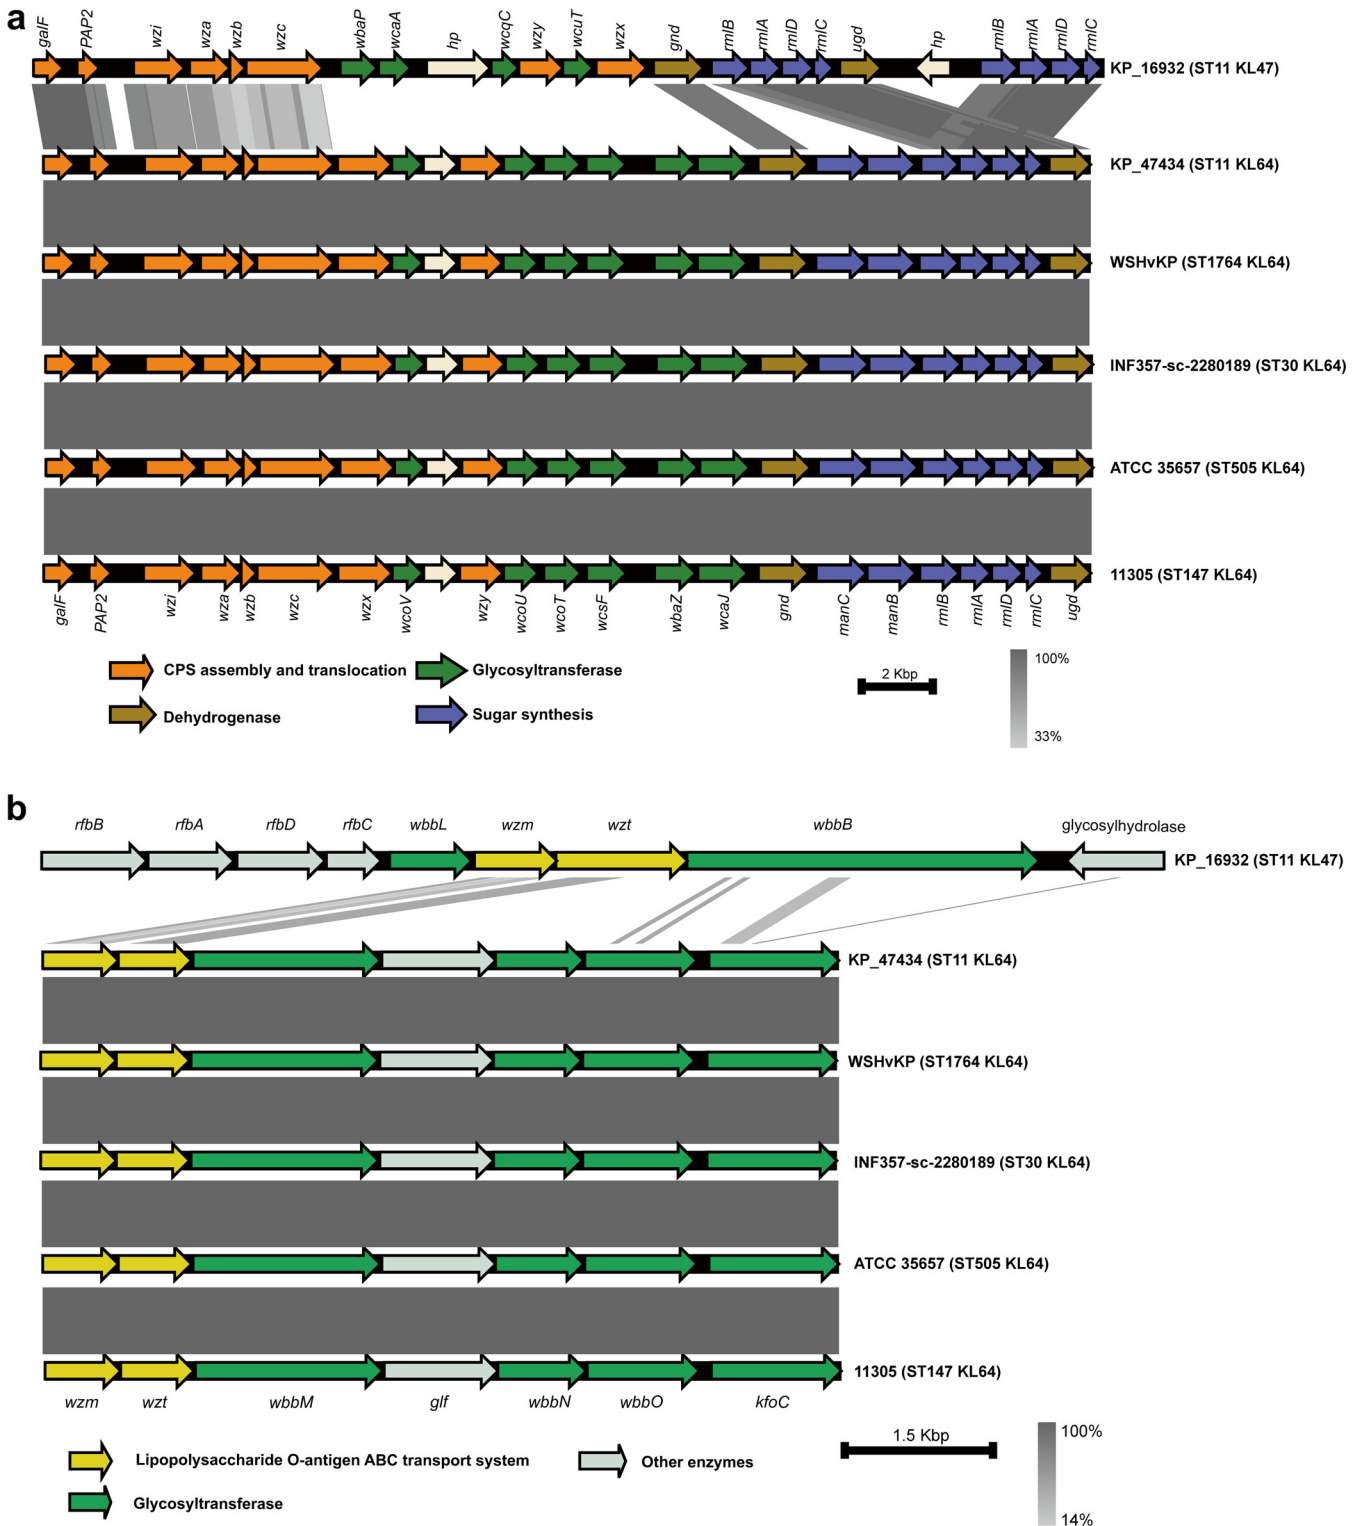 a
galF PAP2 wzi wza wzb wzc wbaP wcaA hp wcqC wzy wcuT wzx gnd rmlB rmlA rmlD rmlC ugd hp rmlB rmlA rmlD rmlC
KP_16932 (ST11 KL47)
KP_47434 (ST11 KL64)
WSHvKP (ST1764 KL64)
INF357-sc-2280189 (ST30 KL64)
ATCC 35657 (ST505 KL64)
11305 (ST147 KL64)
galF PAP2 wzi wza wzb wzc wzx wcoV wzy wcoU wcoT wcsF wbaZ wcaJ gnd manC manB rmlB rmlA rmlD rmlC ugd
CPS assembly and translocation Glycosyltransferase 2 Kbp 100%
Dehydrogenase Sugar synthesis 33%
b
rfbB rfbA rfbD rfbC wbbL wzm wzt wbbB glycosylhydrolase
KP_16932 (ST11 KL47)
KP_47434 (ST11 KL64)
WSHvKP (ST1764 KL64)
INF357-sc-2280189 (ST30 KL64)
ATCC 35657 (ST505 KL64)
11305 (ST147 KL64)
wzm wzt wbbM glf wbbN wbbO kfoC
1.5 Kbp 100%
Lipopolysaccharide O-antigen ABC transport system Other enzymes
Glycosyltransferase 14%